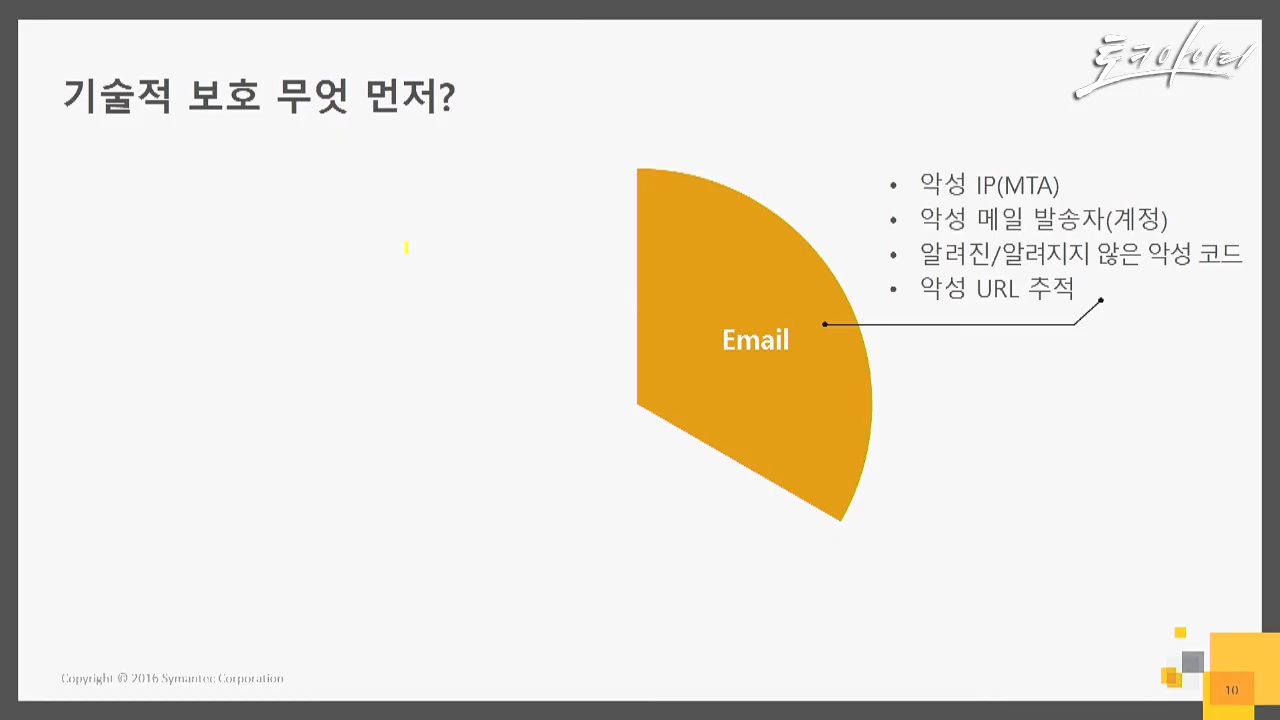 토크아이티
기술적 보호 무엇 먼저?
• 악성 IP(MTA)
• 악성 메일 발송자(계정)
• 알려진/알려지지 않은 악성 코드
• 악성 URL 추적
Email
Copyright © 2016 Symantec Corporation
10